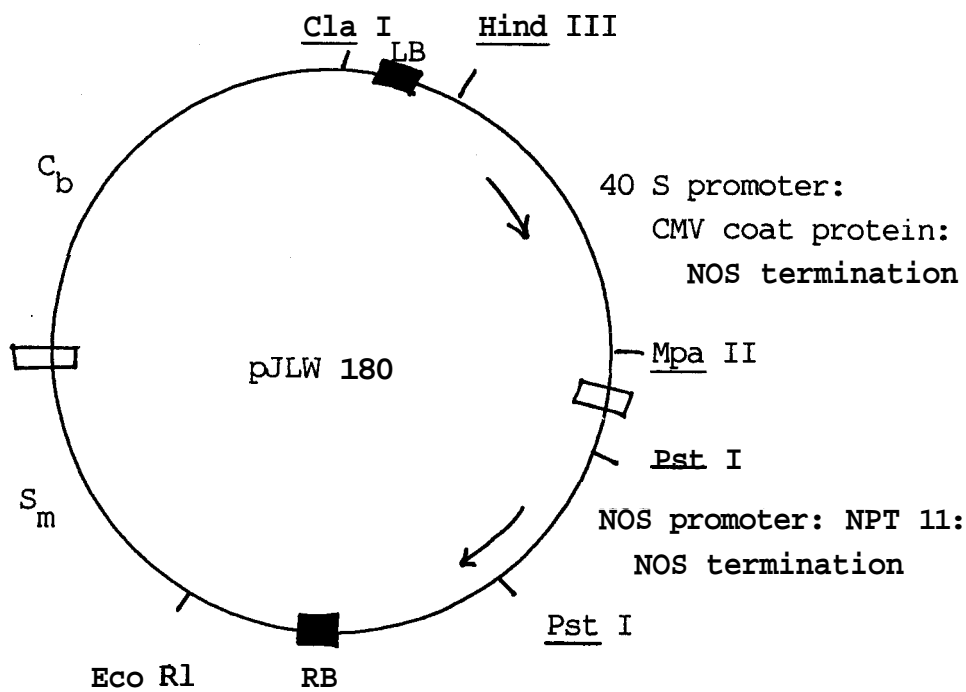 Cla I
LB
Hind III
Cb
40 S promoter:
CMV coat protein:
NOS termination
pJLW 180
Mpa II
Pst I
Sm
NOS promoter: NPT 11:
NOS termination
Pst I
Eco R1
RB